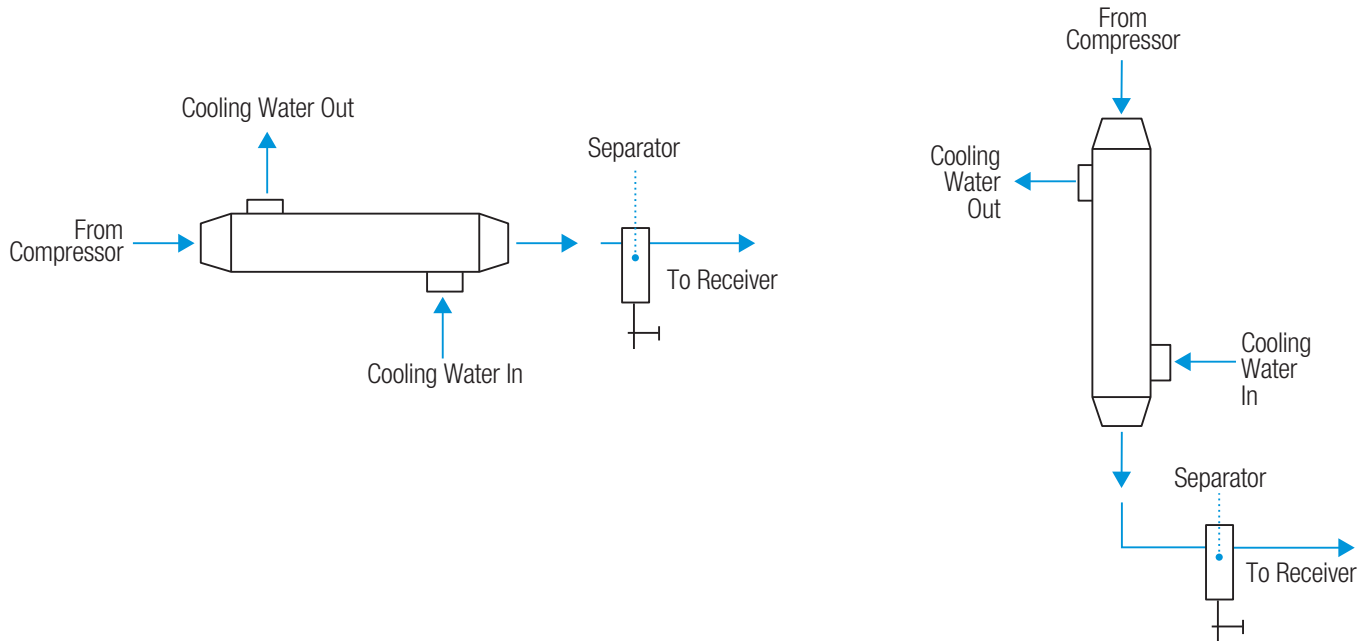 Cooling Water Out
Separator
From
Compressor
To Receiver
Cooling Water In
From
Compressor
Cooling
Water
Out
Cooling
Water
In
Separator
To Receiver